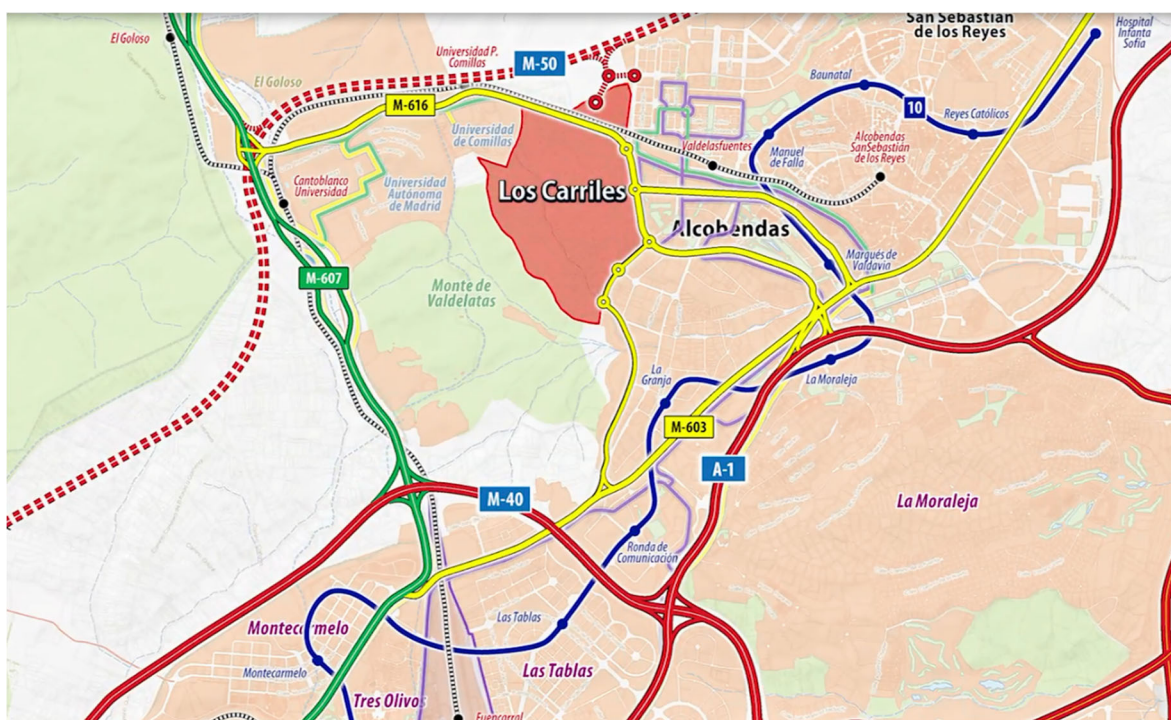 San Sebastián
de los Reyes
Hospital
Infanta
Sofía
El Goloso
Universidad P.
Comillas
M-50
Baunatal
10
Reyes Católicos
El Goloso
M-616
Universidad
de Comillas
Valdelasfuentes
Manuel
de Falla
Alcobendas
SanSebastián
de los Reyes
Cantoblanco
Universidad
Universidad
Autónoma
de Madrid
Los Carriles
Alcobendas
Marqués de
Valdavia
M-607
Monte de
Valdelatas
La
Granja
La Moraleja
M-603
A-1
M-40
La Moraleja
Ronda de
Comunicación
Las Tablas
Montecarmelo
Montecarmelo
Las Tablas
Tres Olivos
Fuencarral